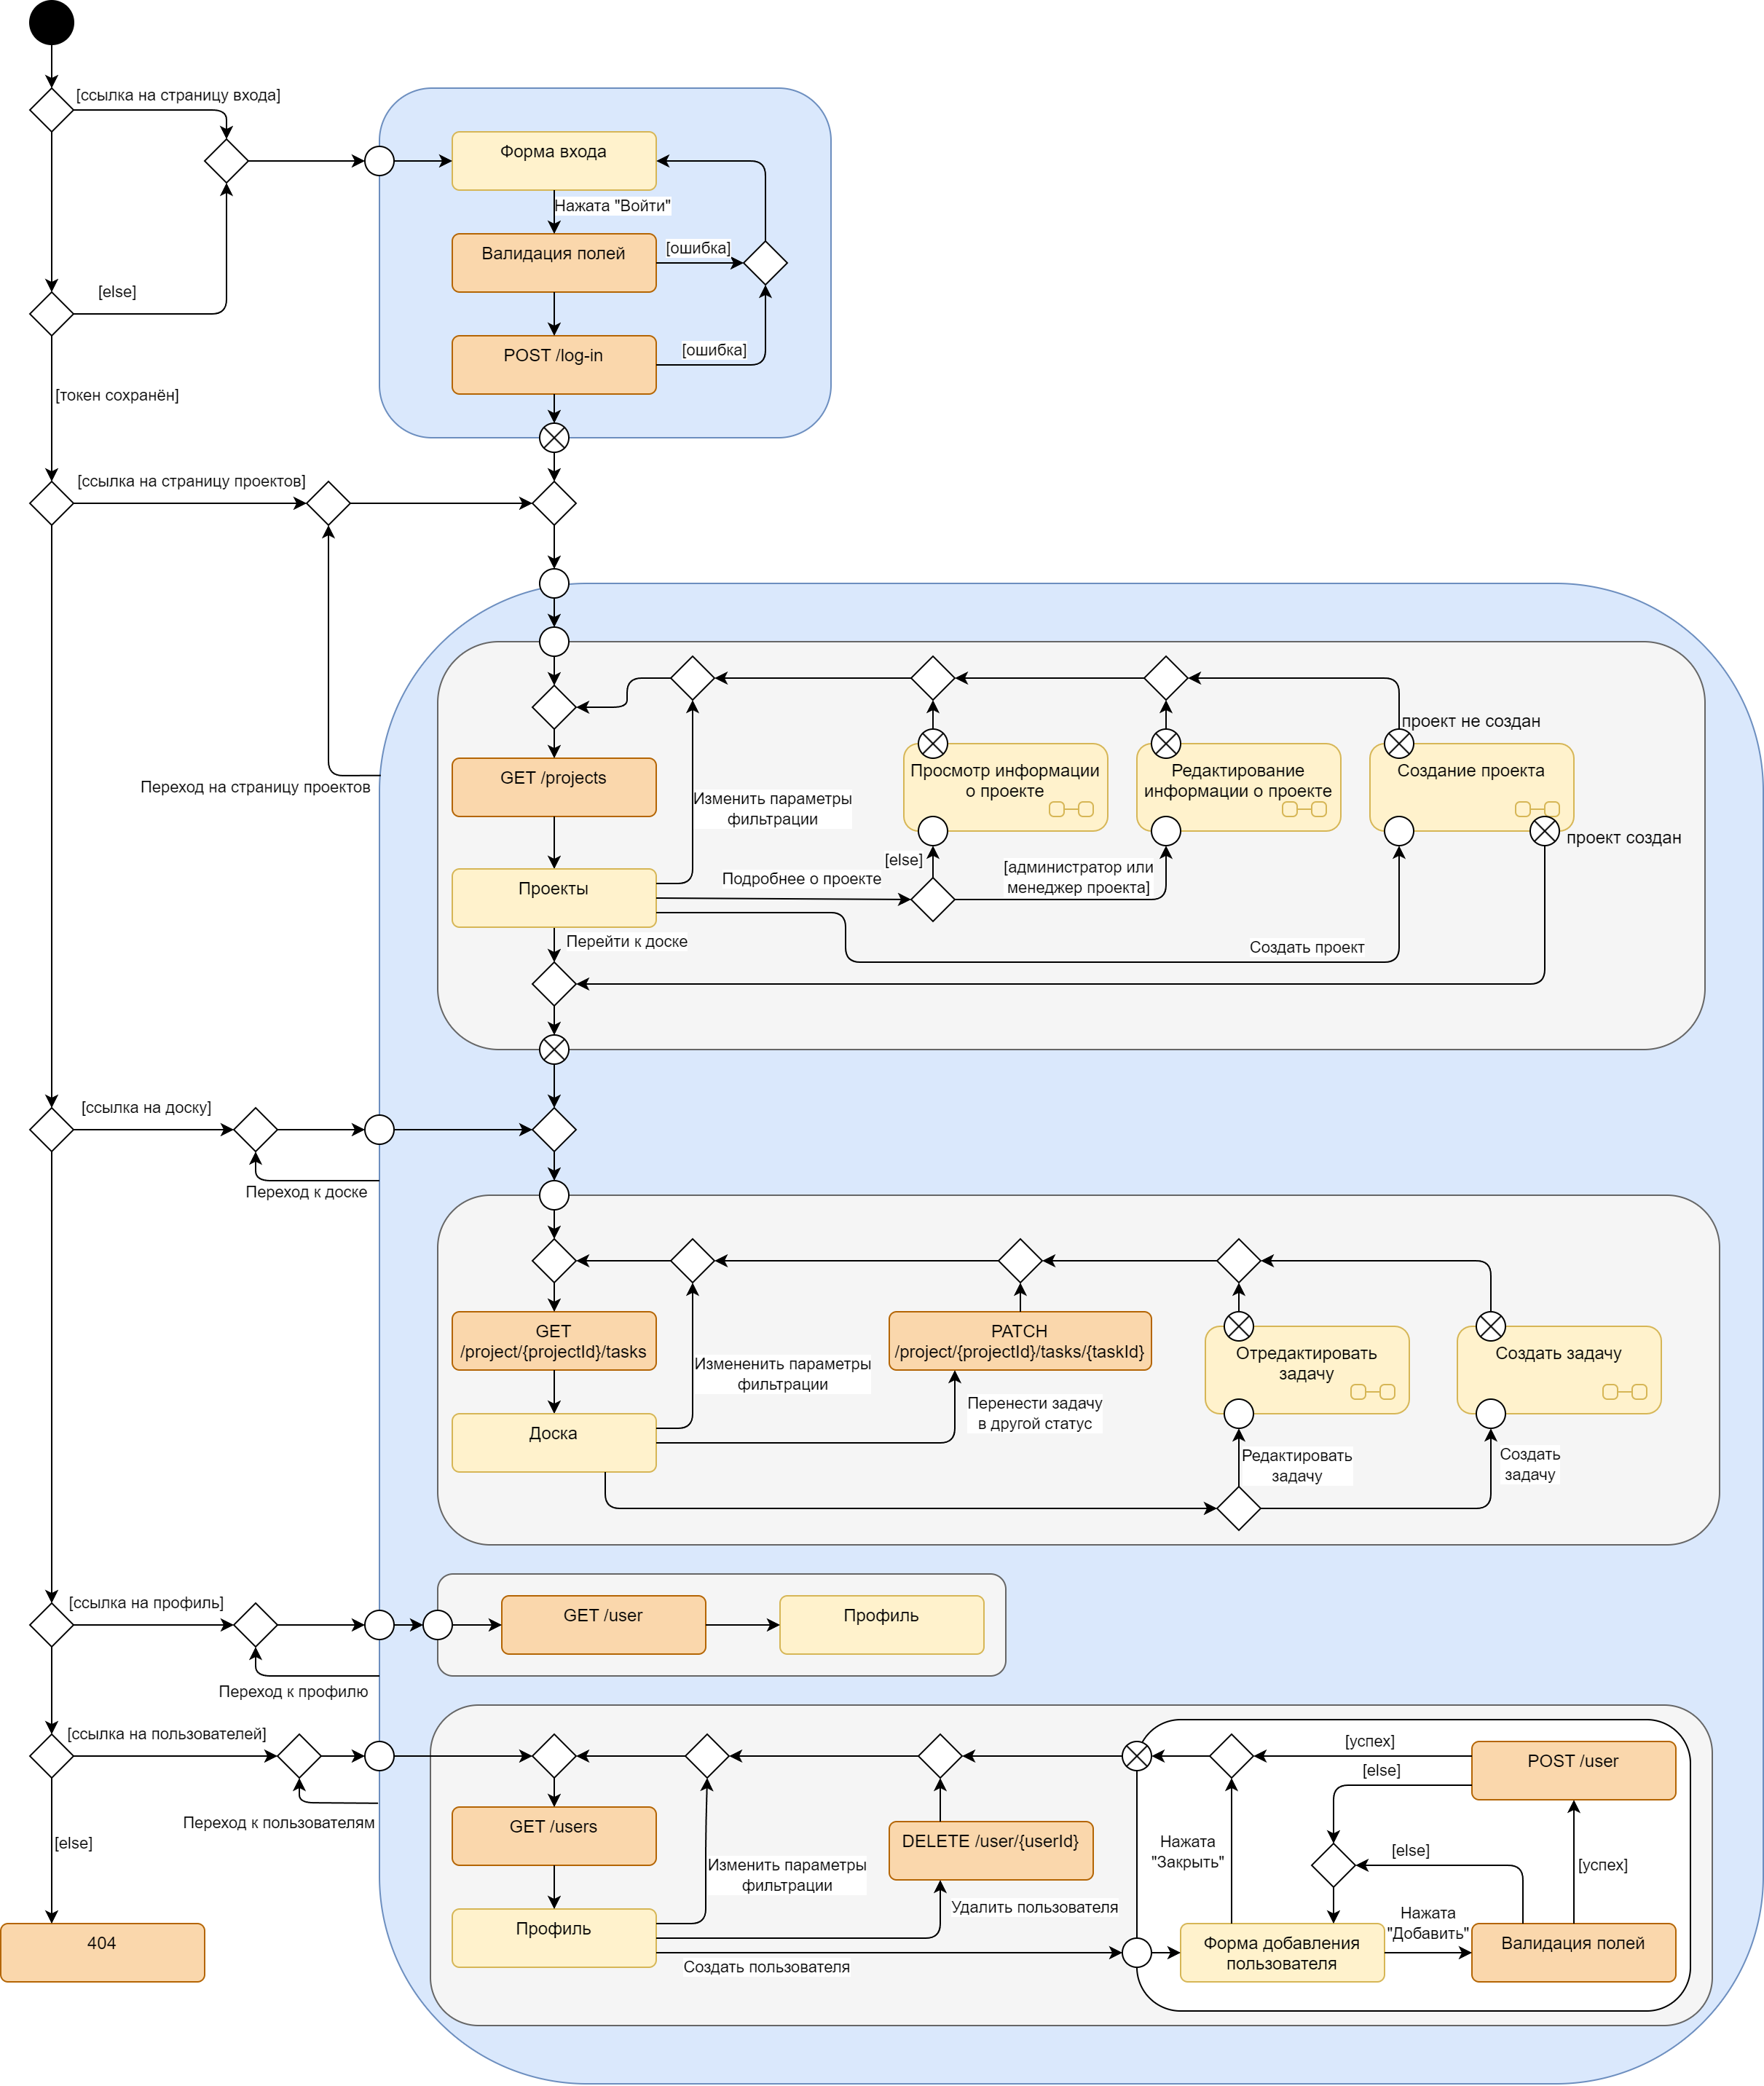 [ссылка на страницу входа]
Форма входа
Нажата "Войти"
Валидация полей
[ошибка]
[else]
POST /log-in
[ошибка]
[токен сохранён]
[ссылка на страницу проектов]
проект не создан
GET /projects
Просмотр информации
о проекте
Редактирование
информации о проекте
Создание проекта
Переход на страницу проектов
Изменить параметры
фильтрации
проект создан
[else]
[администратор или
менеджер проекта]
Подробнее о проекте
Проекты
Перейти к доске
Создать проект
[ссылка на доску]
Переход к доске
GET
/project/{projectId}/tasks
PATCH
/project/{projectId}/tasks/{taskId}
Отредактировать
задачу
Создать задачу
Измененить параметры
фильтрации
Перенести задачу
в другой статус
Доска
Редактировать
задачу
Создать
задачу
[ссылка на профиль]
GET /user
Профиль
Переход к профилю
[ссылка на пользователей]
[успех]
POST /user
[else]
Переход к пользователям
GET /users
DELETE /user/{userId}
[else]
Нажата
"Закрыть"
[else]
Изменить параметры
фильтрации
[успех]
Удалить пользователя
Нажата
"Добавить"
Профиль
404
Форма добавления
пользователя
Валидация полей
Создать пользователя